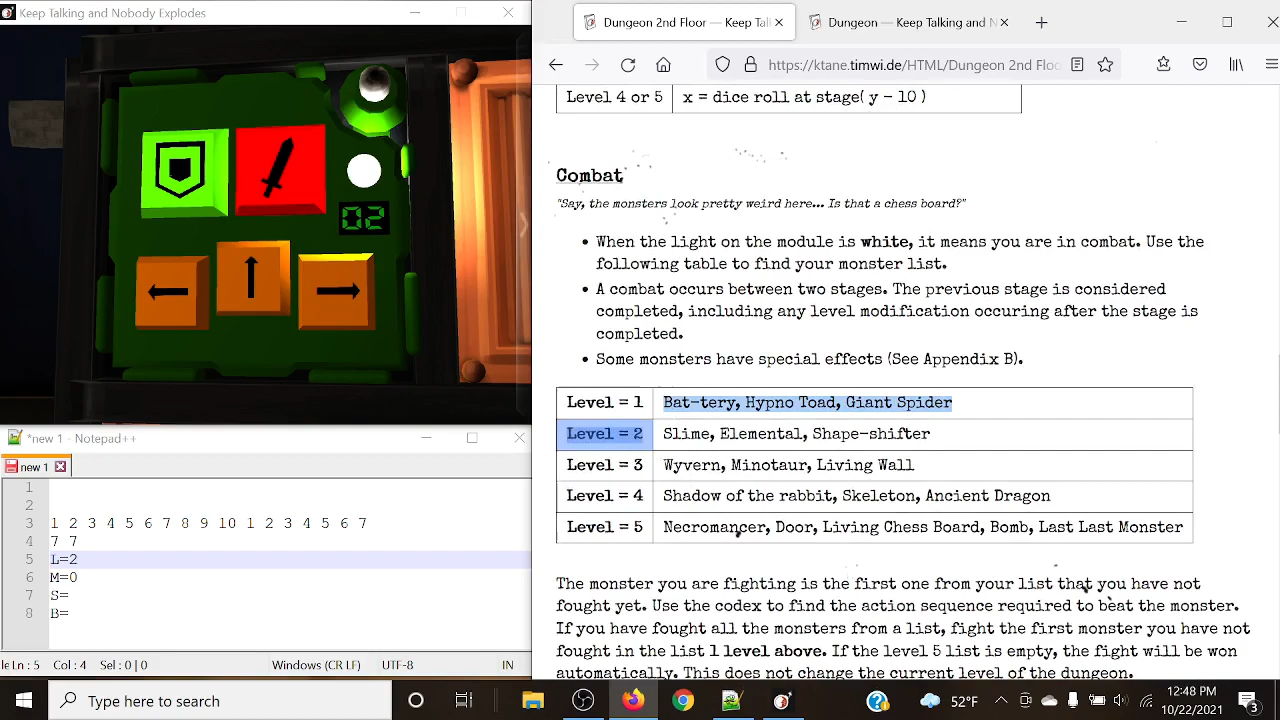 Keep Talking and Nobody Explodes
02
*new 1 - Notepad++
new 1
1
2
3 1 2 3 4 5 6 7 8 9 10 1 2 3 4 5 6 7
4 7 7
5 L=2
6 M=0
7 S=
8 B=
le Ln : 5 Col : 4 Sel : 0 | 0 Windows (CR LF) UTF-8 IN
Dungeon 2nd Floor — Keep Talk
Dungeon — Keep Talking and N
https://ktane.timwi.de/HTML/Dungeon 2nd Floo
Level 4 or 5 x = dice roll at stage( y - 10 )
Combat
"Say, the monsters look pretty weird here... Is that a chess board?"
• When the light on the module is white, it means you are in combat. Use the
following table to find your monster list.
• A combat occurs between two stages. The previous stage is considered
completed, including any level modification occuring after the stage is
completed.
• Some monsters have special effects (See Appendix B).
Level = 1 Bat-tery, Hypno Toad, Giant Spider
Level = 2 Slime, Elemental, Shape-shifter
Level = 3 Wyvern, Minotaur, Living Wall
Level = 4 Shadow of the rabbit, Skeleton, Ancient Dragon
Level = 5 Necromancer, Door, Living Chess Board, Bomb, Last Last Monster
The monster you are fighting is the first one from your list that you have not
fought yet. Use the codex to find the action sequence required to beat the monster.
If you have fought all the monsters from a list, fight the first monster you have not
fought in the list 1 level above. If the level 5 list is empty, the fight will be won
automatically. This does not change the current level of the dungeon.
Type here to search
52°F
12:48 PM
10/22/2021
3